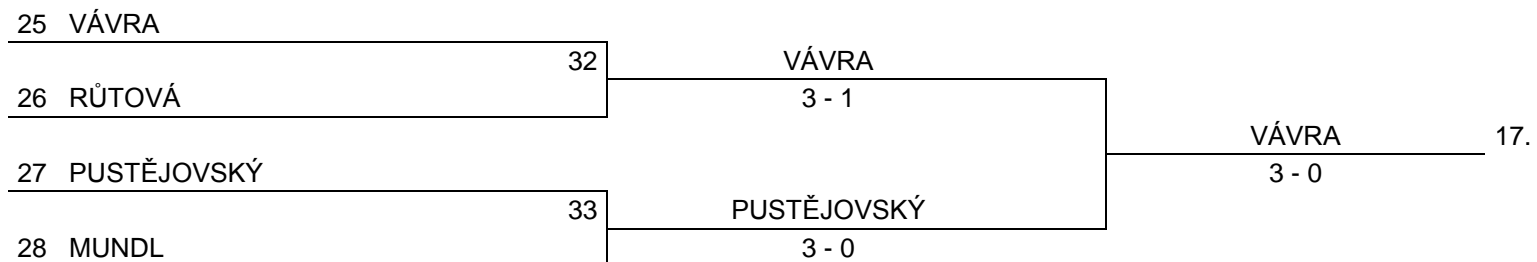 25 VÁVRA
32 VÁVRA
26 RŮTOVÁ 3 - 1
VÁVRA 17.
27 PUSTĚJOVSKÝ 3 - 0
33 PUSTĚJOVSKÝ
28 MUNDL 3 - 0